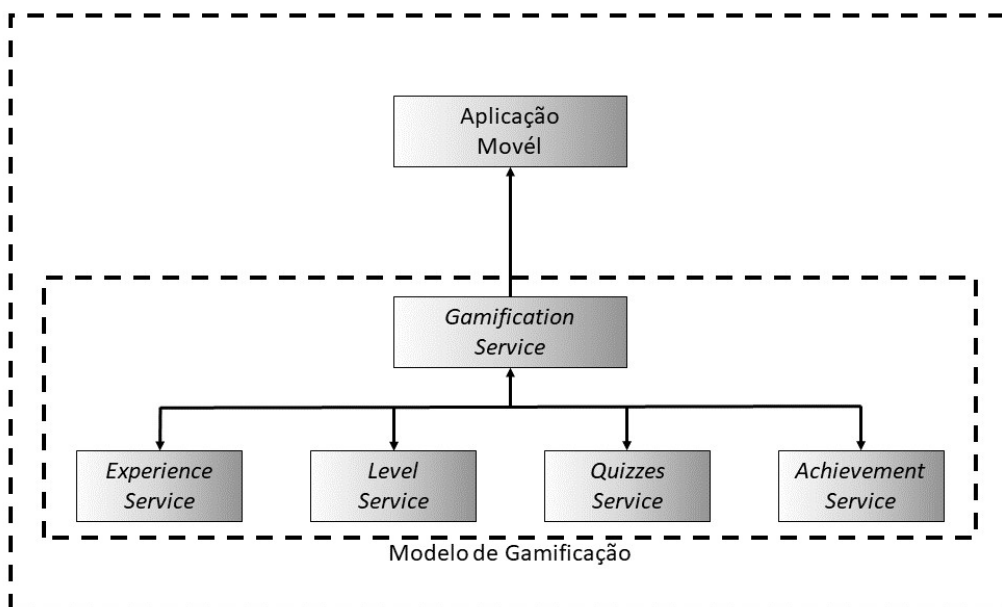 Aplicação
Movél
Gamification
Service
Experience
Service
Level
Service
Quizzes
Service
Achievement
Service
Modelo de Gamificação